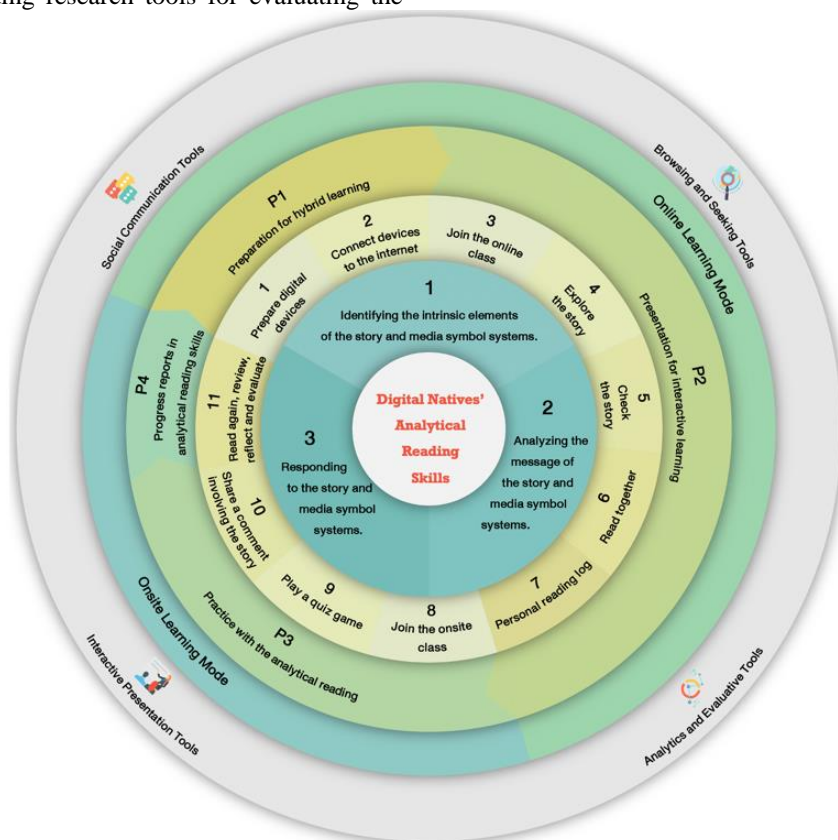 research tools for evaluating the
Social Communication Tools
Browsing and Seeking Tools
Online Learning Mode
P1
Preparation for hybrid learning
P2
Presentation for interactive learning
P3
Practice with the analytical reading
P4
Progress reports in
analytical reading skills
1
Prepare digital
devices
2
Connect devices
to the internet
3
Join the online
class
4
Explore
the story
5
Check
the story
6
Read together
7
Personal reading log
8
Join the onsite
class
9
Play a quiz game
10
Share a comment
involving the story
11
Read again, review,
reflect and evaluate
1
Identifying the intrinsic elements
of the story and media symbol systems.
2
Analyzing the
message of
the story and
media symbol
systems.
3
Responding
to the story and
media symbol
systems.
Digital Natives'
Analytical
Reading
Skills
Onsite Learning Mode
Interactive Presentation Tools
Analytics and Evaluative Tools